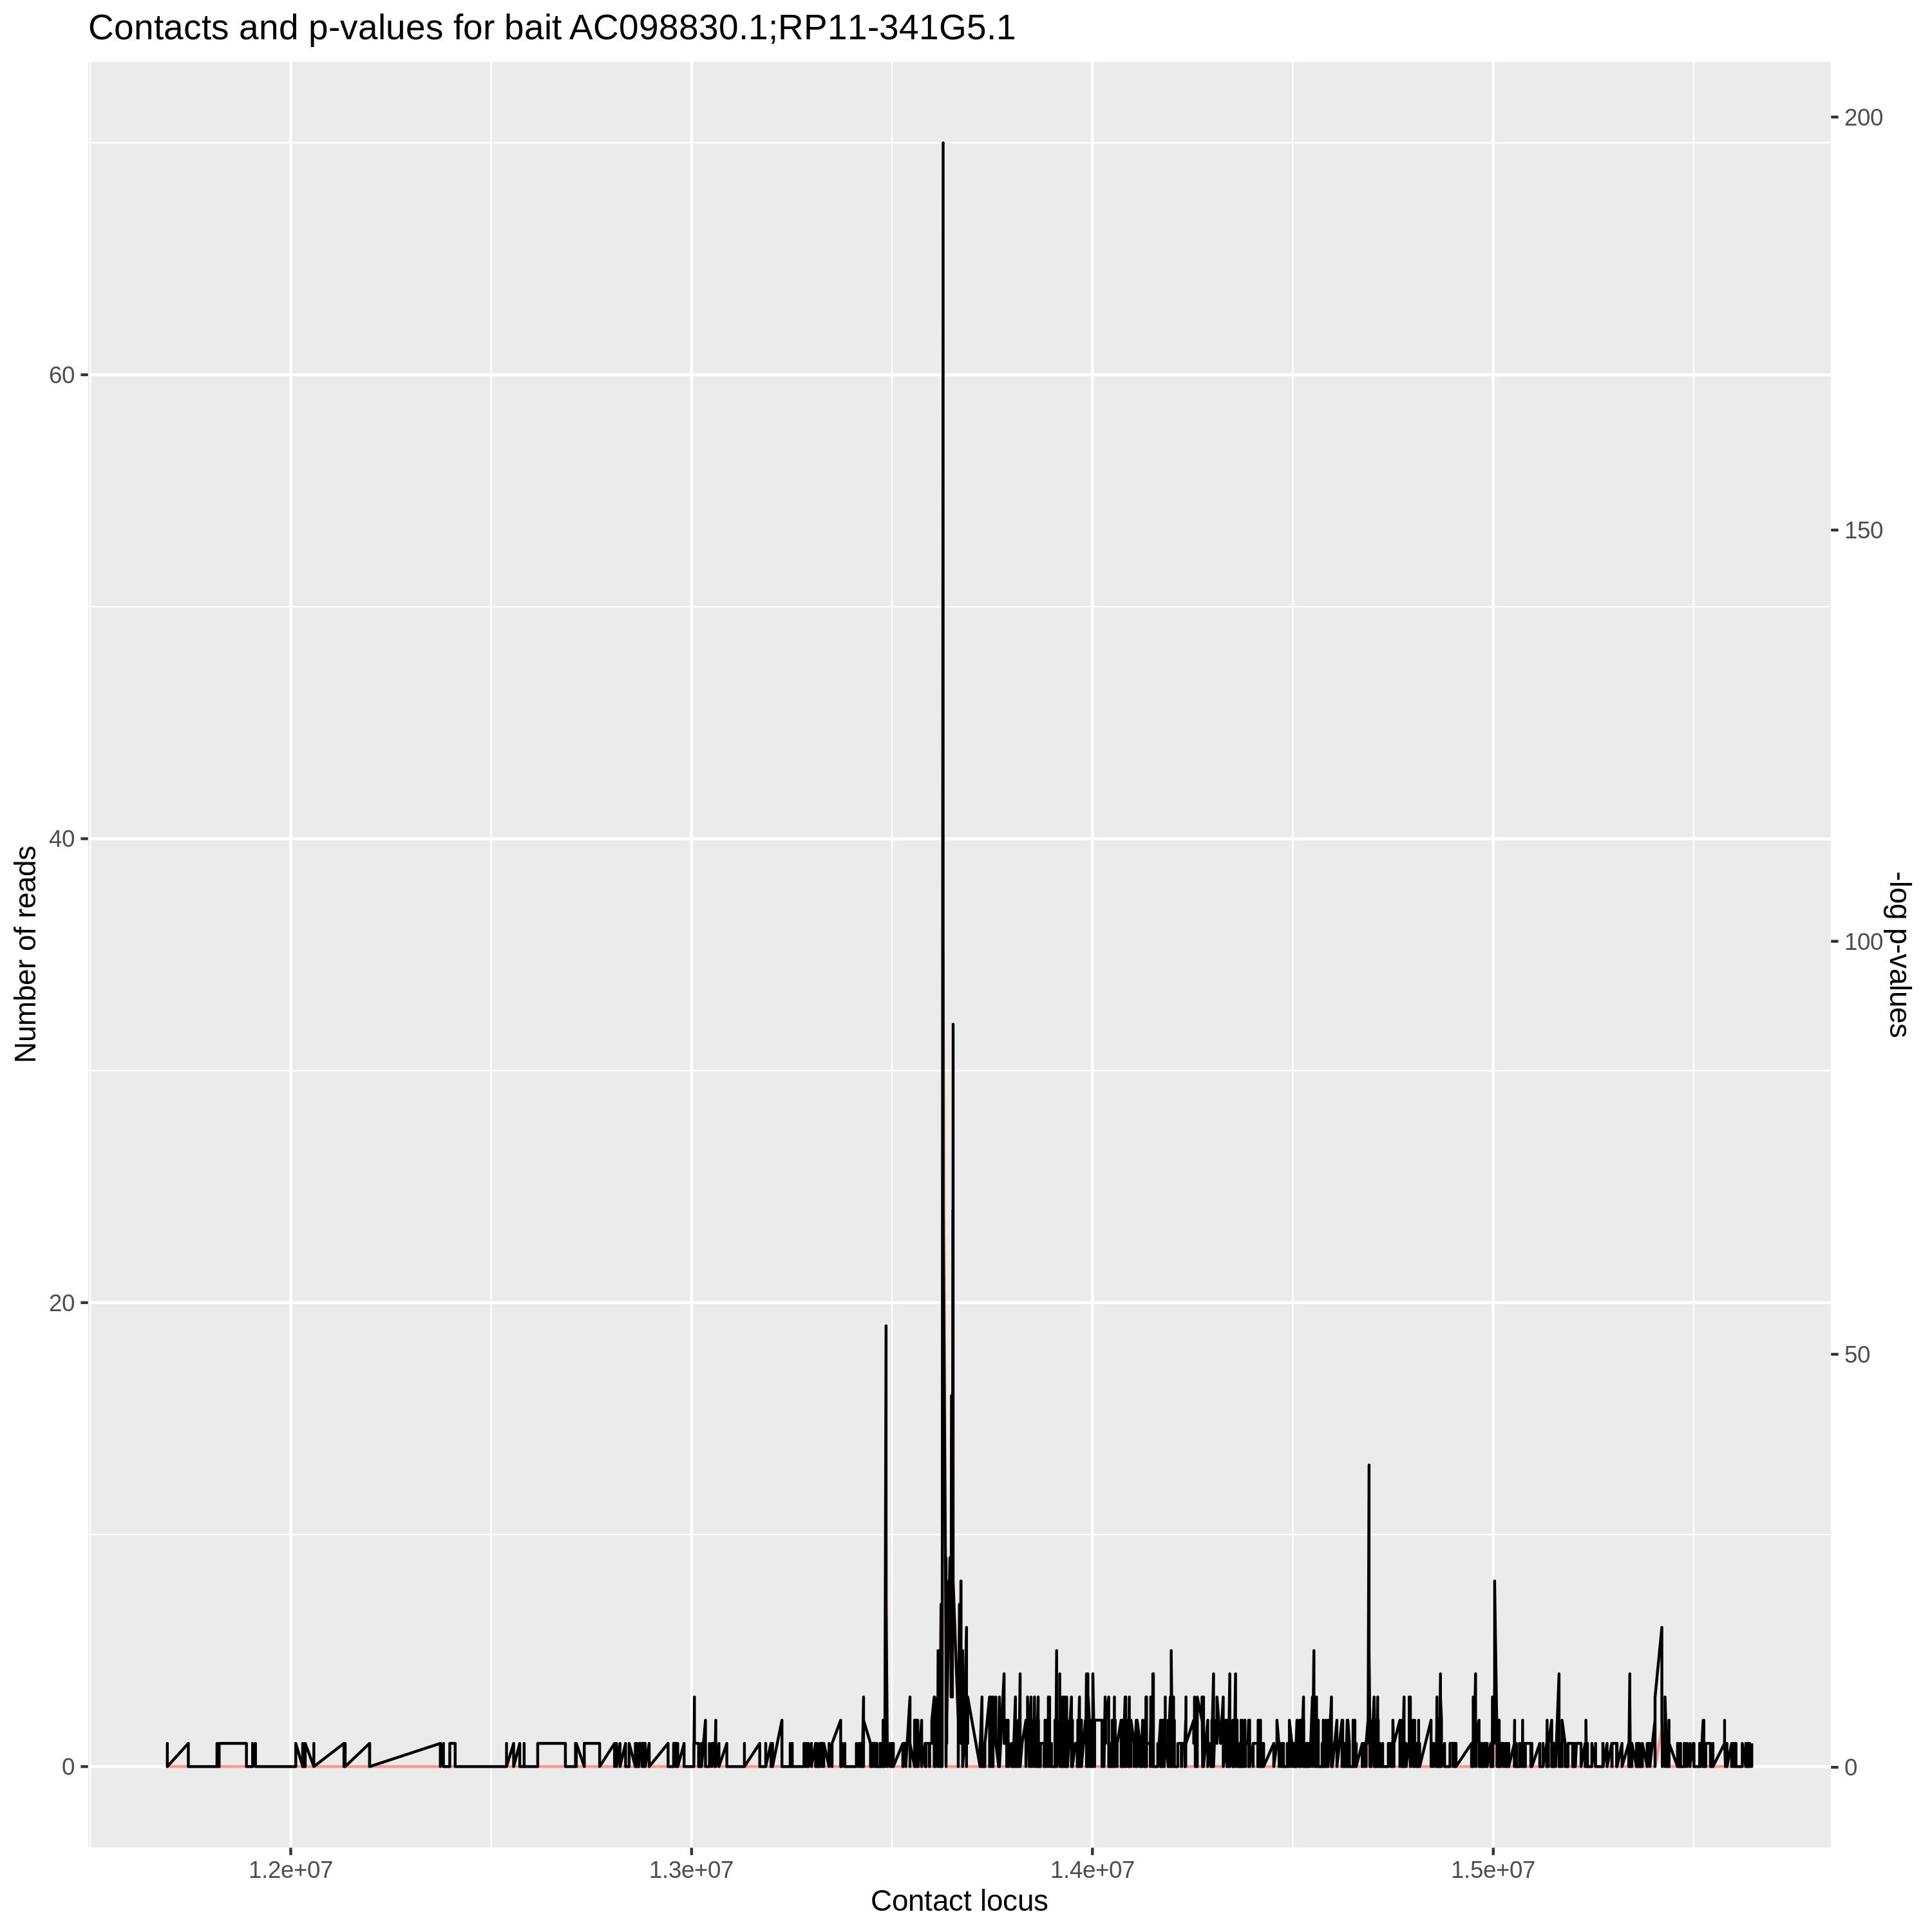 Contacts and p-values for bait AC098830.1;RP11-341G5.1
200
60
150
40
100
20
50
0
0
Number of reads
-log p-values
1.2e+07
1.3e+07
1.4e+07
1.5e+07
Contact locus